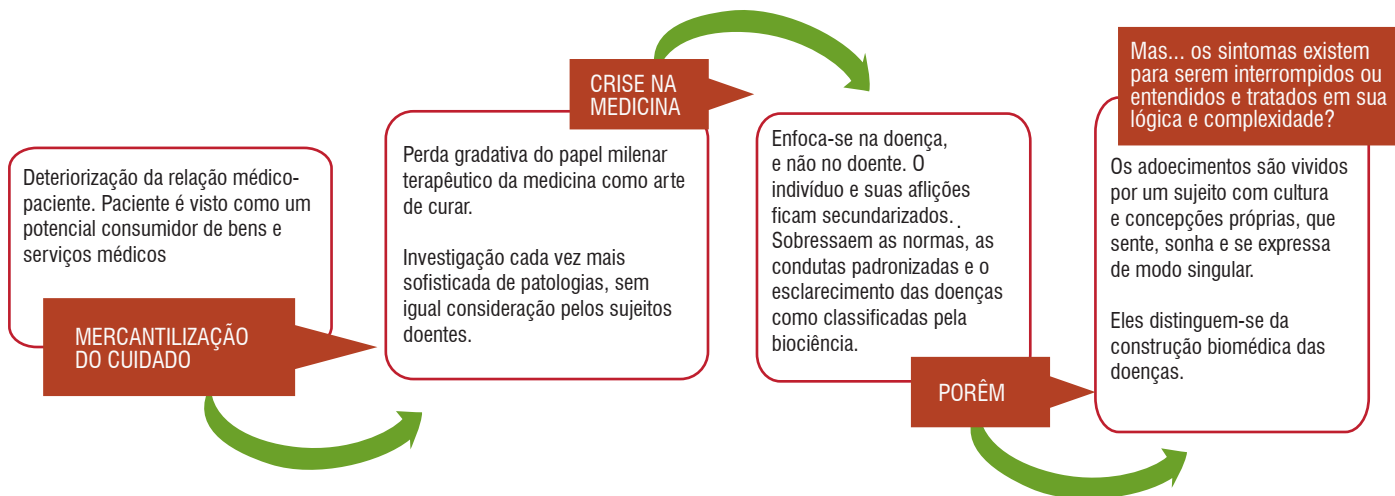 Deteriorização da relação médico-
paciente. Paciente é visto como um
potencial consumidor de bens e
serviços médicos
MERCANTILIZAÇÃO
DO CUIDADO
CRISE NA
MEDICINA
Perda gradativa do papel milenar
terapêutico da medicina como arte
de curar.
Investigação cada vez mais
sofisticada de patologias, sem
igual consideração pelos sujeitos
doentes.
Enfoca-se na doença,
e não no doente. O
indivíduo e suas aflições
ficam secundarizados.
Sobressaem as normas, as
condutas padronizadas e o
esclarecimento das doenças
como classificadas pela
biociência.
PORÊM
Mas... os sintomas existem
para serem interrompidos ou
entendidos e tratados em sua
lógica e complexidade?
Os adoecimentos são vividos
por um sujeito com cultura
e concepções próprias, que
sente, sonha e se expressa
de modo singular.
Eles distinguem-se da
construção biomédica das
doenças.